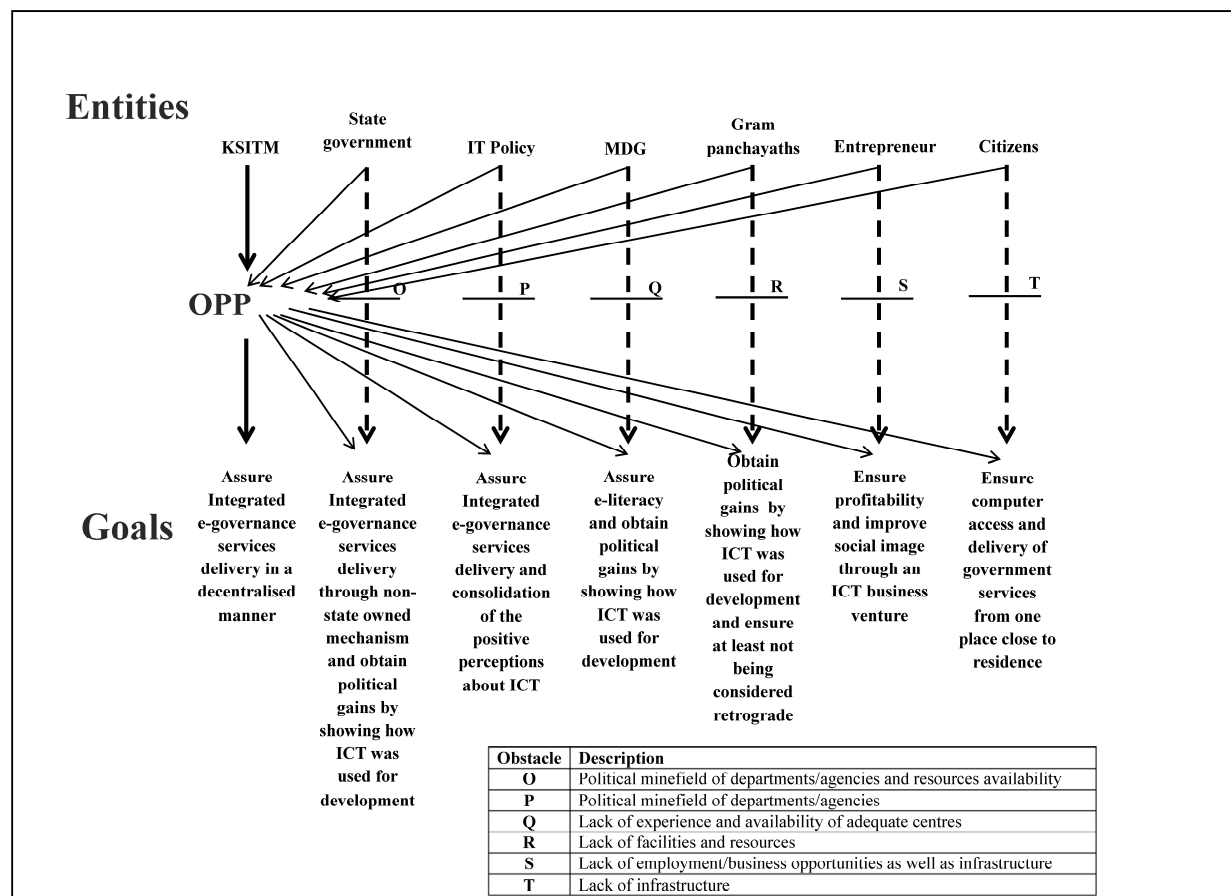 Entities
KSITM
State
government
IT Policy
MDG
Gram
panchayaths
Entrepreneur
Citizens
OPP
O
P
Q
R
S
T
Goals
Assure
Integrated
e-governance
services
delivery in a
decentralised
manner
Assure
Integrated
e-governance
services
delivery
through non-
state owned
mechanism
and obtain
political
gains by
showing how
ICT was
used for
development
Assure
Integrated
e-governance
services
delivery and
consolidation
of the
positive
perceptions
about ICT
Assure
e-literacy
and obtain
political
gains by
showing how
ICT was
used for
development
Obtain
political
gains by
showing how
ICT was
used for
development
and ensure
at least not
being
considered
retrograde
Ensure
profitability
and improve
social image
through an
ICT business
venture
Ensure
computer
access and
delivery of
government
services
from one
place close to
residence
Obstacle Description
O Political minefield of departments/agencies and resources availability
P Political minefield of departments/agencies
Q Lack of experience and availability of adequate centres
R Lack of facilities and resources
S Lack of employment/business opportunities as well as infrastructure
T Lack of infrastructure